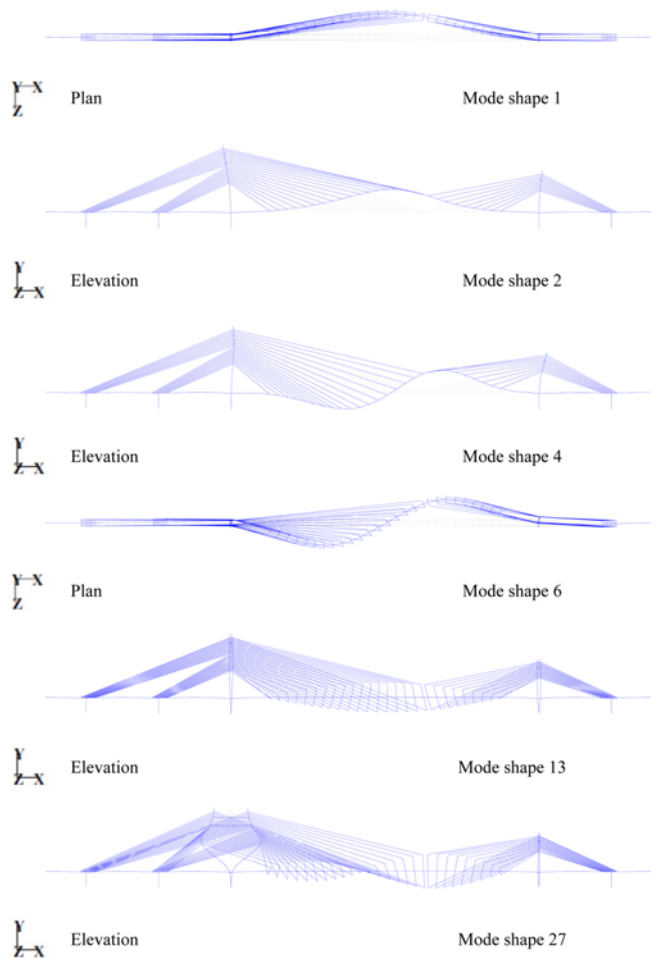 Y X
Z
Plan Mode shape 1
Y
Z X
Elevation Mode shape 2
Y
Z X
Elevation Mode shape 4
Y X
Z
Plan Mode shape 6
Y
Z X
Elevation Mode shape 13
Y
Z X
Elevation Mode shape 27